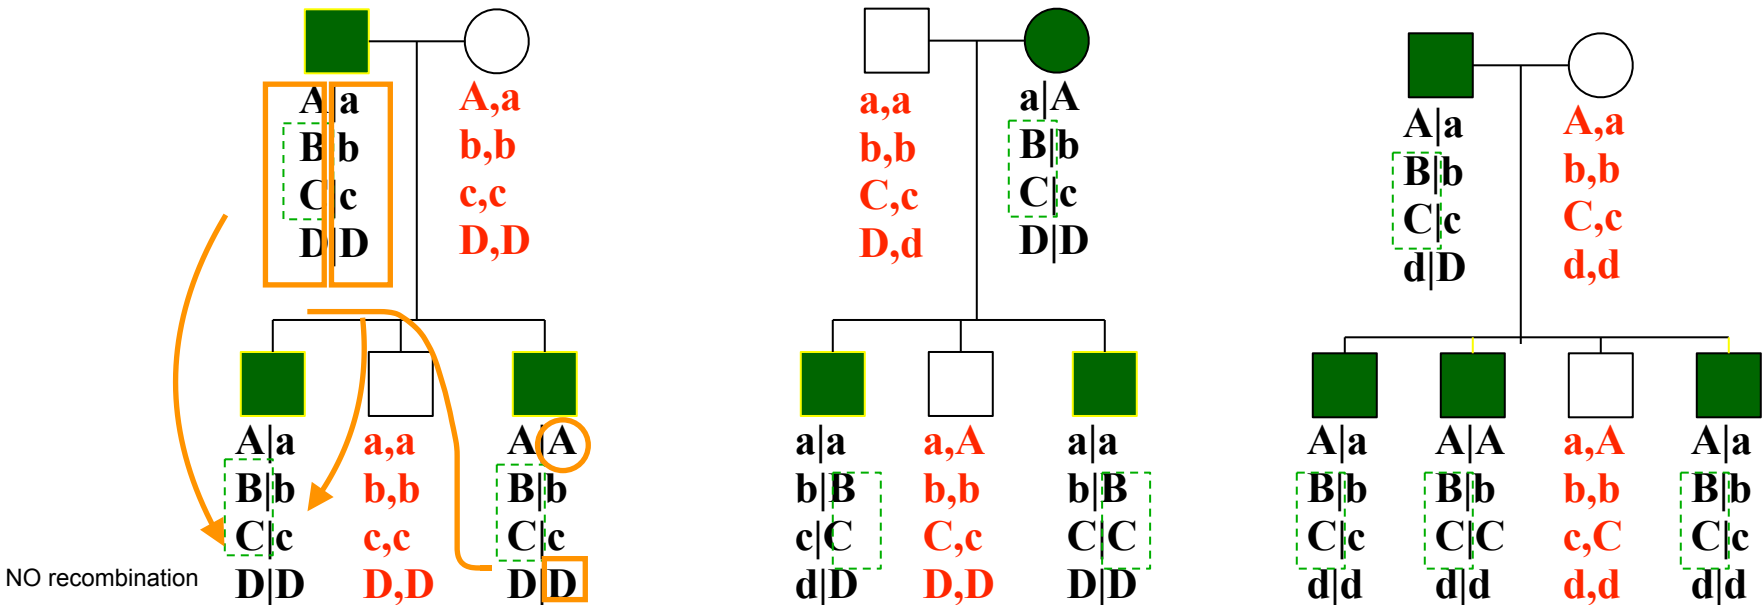 A|a
B|b
C|c
D|D
A,a
b,b
c,c
D,D
a,a
b,b
C,c
D,d
a|A
B|b
C|c
D|D
A|a
B|b
C|c
d|D
A,a
b,b
C,c
d,d
A|a
B|b
C|c
D|D
a,a
b,b
c,c
D,D
A|A
B|b
C|c
D|D
a|a
b|B
c|C
d|D
a,A
b,b
C,c
D,D
a|a
b|B
C|C
D|D
A|a
B|b
C|c
d|d
A|A
B|b
C|C
d|d
a,A
b,b
c,C
d,d
A|a
B|b
C|c
d|d
NO recombination